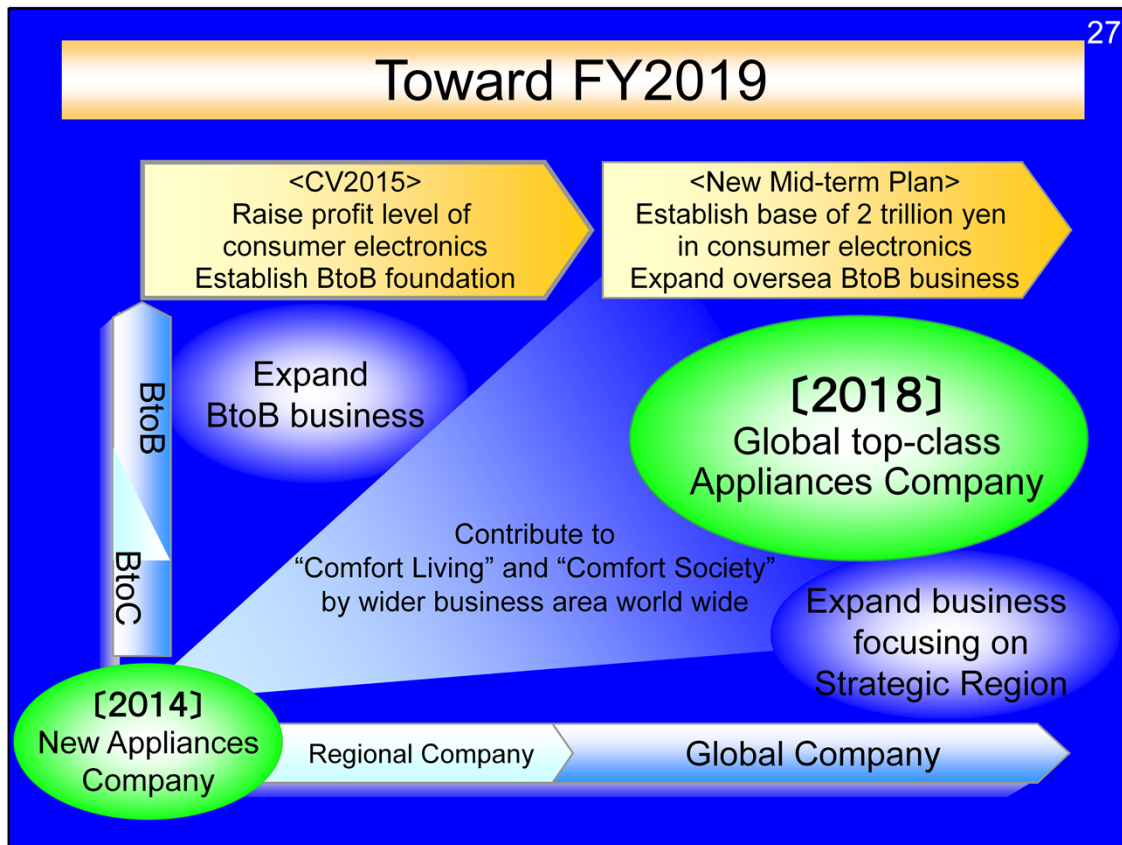 27
Toward FY2019
<CV2015>
Raise profit level of
consumer electronics
Establish BtoB foundation
<New Mid-term Plan>
Establish base of 2 trillion yen
in consumer electronics
Expand oversea BtoB business
BtoB
BtoC
Expand
BtoB business
〔2018〕
Global top-class
Appliances Company
Contribute to
“Comfort Living” and “Comfort Society”
by wider business area world wide
Expand business
focusing on
Strategic Region
〔2014〕
New Appliances
Company
Regional Company
Global Company